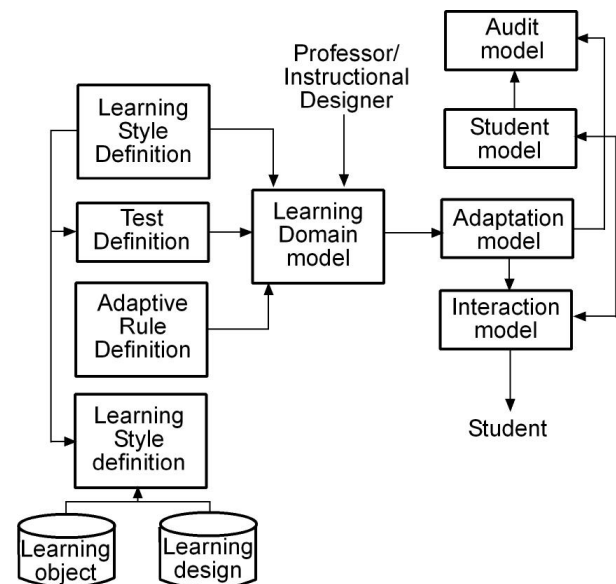 Audit
model
Professor/
Instructional
Designer
Learning
Style
Definition
Student
model
Test
Definition
Learning
Domain
model
Adaptation
model
Adaptive
Rule
Definition
Interaction
model
Learning
Style
definition
Student
Learning
object
Learning
design